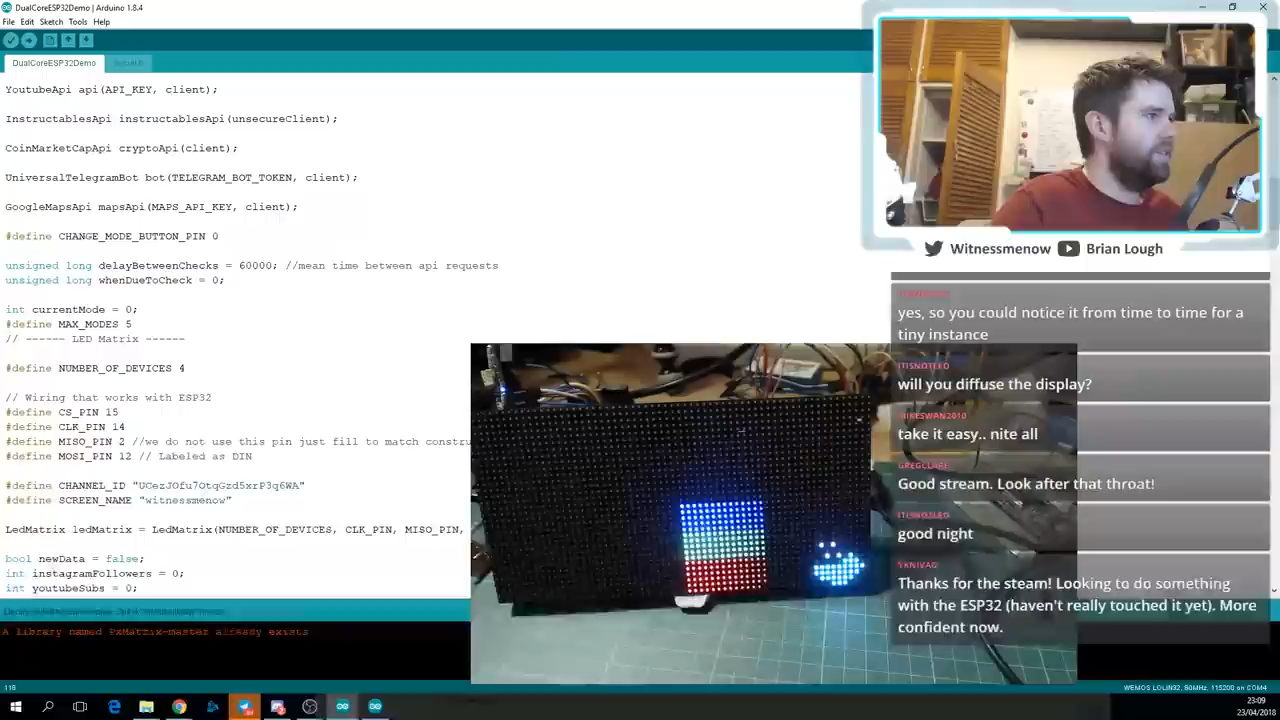 DualCoreESP32Demo | Arduino 1.8.4
File Edit Sketch Tools Help
DualCoreESP32Demo
YoutubeApi api(API_KEY, client);
InstructablesApi instructablesApi(unsecureClient);
CoinMarketCapApi cryptoApi(client);
UniversalTelegramBot bot(TELEGRAM_BOT_TOKEN, client);
GoogleMapsApi mapsApi(MAPS_API_KEY, client);
#define CHANGE_MODE_BUTTON_PIN 0
unsigned long delayBetweenChecks = 60000; //mean time between api requests
unsigned long whenDueToCheck = 0;
int currentMode = 0;
#define MAX_MODES 5
// ------ LED Matrix ------
#define NUMBER_OF_DEVICES 4
// Wiring that works with ESP32
#define CS_PIN 15
#define CLK_PIN 14
#define MISO_PIN 2 //we do not use this pin just fill to match constru
#define MOSI_PIN 12 // Labeled as DIN
#define CHANNEL_ID "UCezJOfu7OtqGzd5xrP3q6WA"
#define SCREEN_NAME "witnessmenow"
LedMatrix ledMatrix = LedMatrix(NUMBER_OF_DEVICES, CLK_PIN, MISO_PIN,
bool newData = false;
int instagramFollowers = 0;
int youtubeSubs = 0;
A library named PxMatrix-master already exists
118
WEMOS LOLIN32, 80MHz, 115200 on COM4
Witnessmenow Brian Lough
yes, so you could notice it from time to time for a
tiny instance
ITISNOTLED
will you diffuse the display?
take it easy.. nite all
GREGCLAFF
Good stream. Look after that throat!
good night
Thanks for the steam! Looking to do something
with the ESP32 (haven't really touched it yet). More
confident now.
23:09
23/04/2018